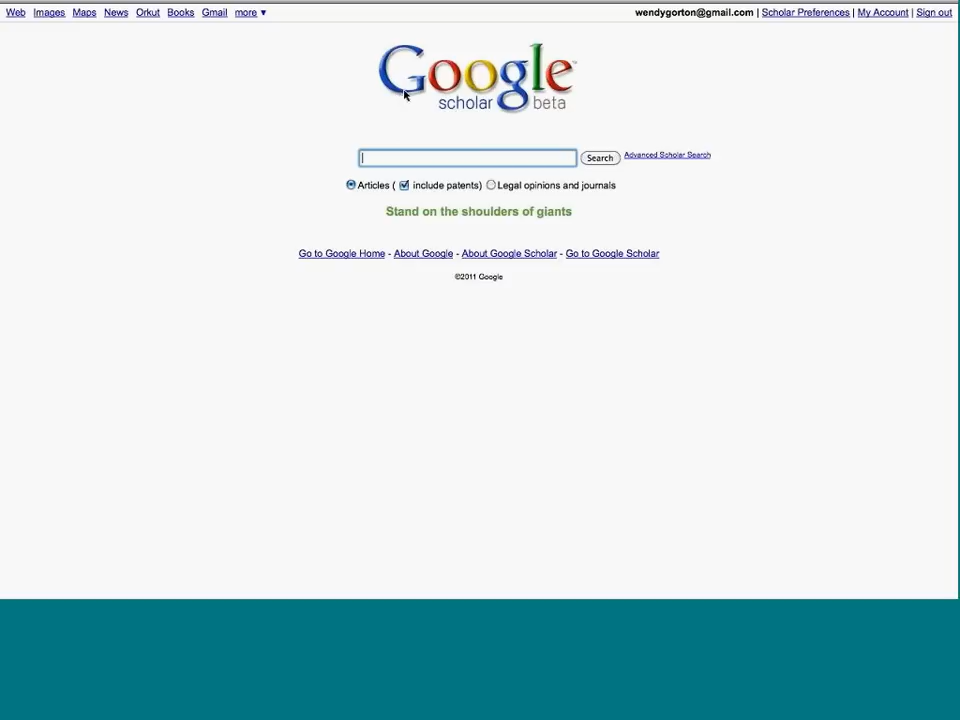 Web Images Maps News Orkut Books Gmail more ▼ wendygorton@gmail.com | Scholar Preferences | My Account | Sign out
Google™
scholar beta
Search Advanced Scholar Search
Articles ( include patents) Legal opinions and journals
Stand on the shoulders of giants
Go to Google Home - About Google - About Google Scholar - Go to Google Scholar
©2011 Google